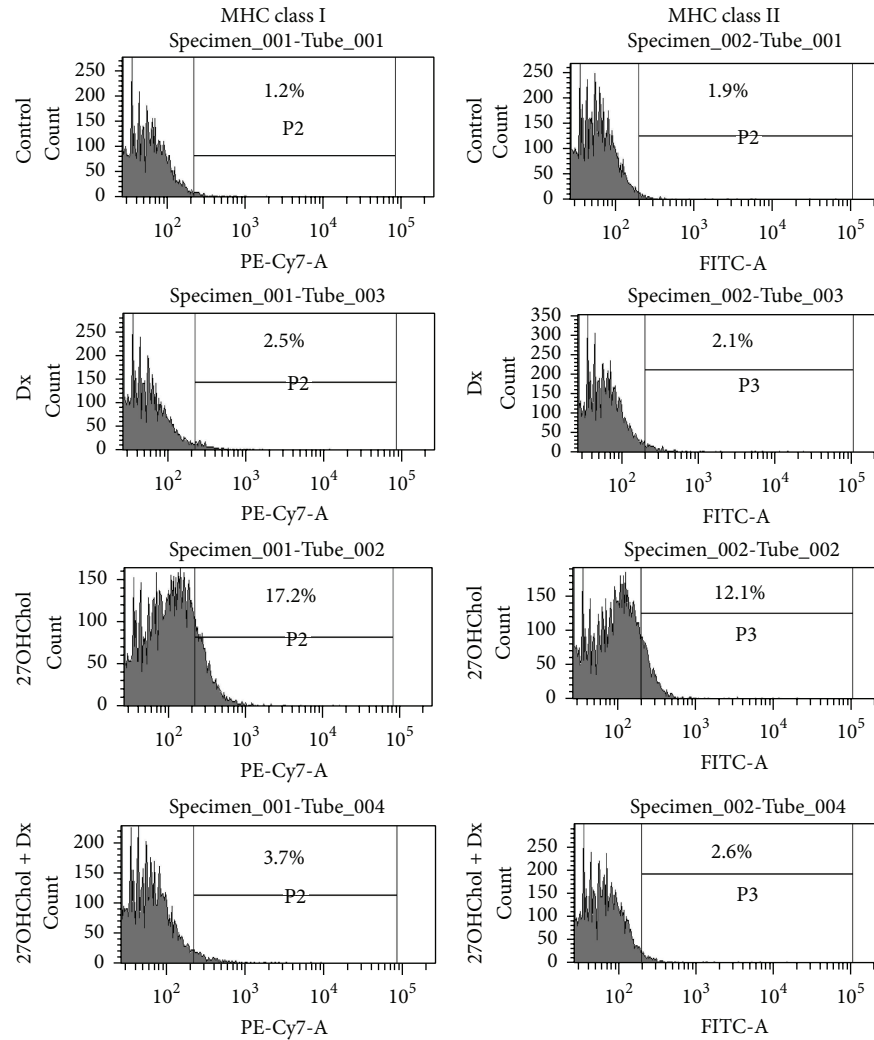 MHC class I
Specimen_001-Tube_001
Control
Count
250
200
150
100
50
0
1.2%
P2
10^2
10^3
10^4
10^5
PE-Cy7-A
MHC class II
Specimen_002-Tube_001
Control
Count
250
200
150
100
50
0
1.9%
P2
10^2
10^3
10^4
10^5
FITC-A
Specimen_001-Tube_003
Dx
Count
250
200
150
100
50
0
2.5%
P2
10^2
10^3
10^4
10^5
PE-Cy7-A
Specimen_002-Tube_003
Dx
Count
350
300
250
200
150
100
50
0
2.1%
P3
10^2
10^3
10^4
10^5
FITC-A
Specimen_001-Tube_002
27OHChol
Count
150
100
50
0
17.2%
P2
10^2
10^3
10^4
10^5
PE-Cy7-A
Specimen_002-Tube_002
27OHChol
Count
150
100
50
0
12.1%
P3
10^2
10^3
10^4
10^5
FITC-A
Specimen_001-Tube_004
27OHChol + Dx
Count
200
150
100
50
0
3.7%
P2
10^2
10^3
10^4
10^5
PE-Cy7-A
Specimen_002-Tube_004
27OHChol + Dx
Count
250
200
150
100
50
0
2.6%
P3
10^2
10^3
10^4
10^5
FITC-A